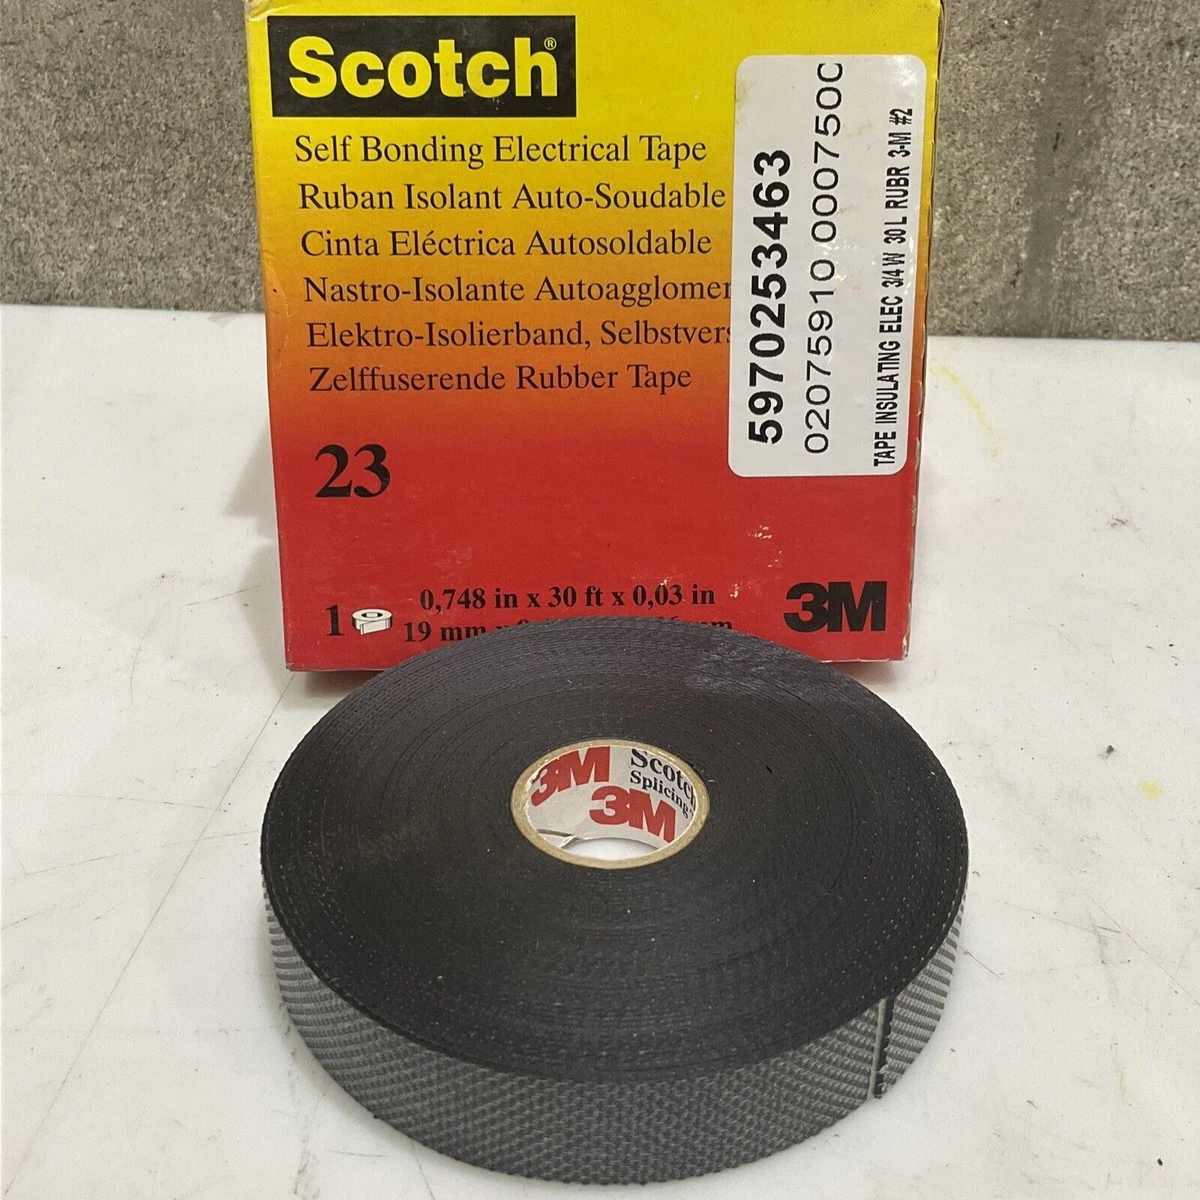 Scotch®
Self Bonding Electrical Tape
Ruban Isolant Auto-Soudable
Cinta Eléctrica Autosoldable
Nastro-Isolante Autoagglomer
Elektro-Isolierband, Selbstvers
Zelffuserende Rubber Tape
23
1
0,748 in x 30 ft x 0,03 in
19 mm x
mm
3M
5970253463
02075910 000750C
TAPE INSULATING ELEC 3/4 W 30 L RUBR 3-M #2
3M
3M
Scotch
Splicing